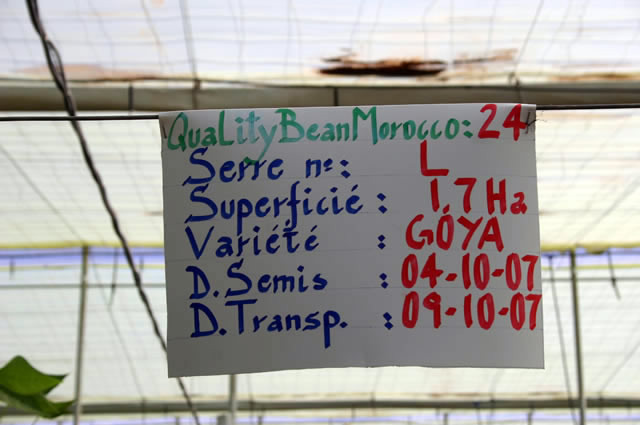 QuaLityBeanMorocco: 24
Serre nº: L
Superficié : 1.7 Ha
Variété : GOYA
D. Semis : 04-10-07
D. Transp. : 09-10-07